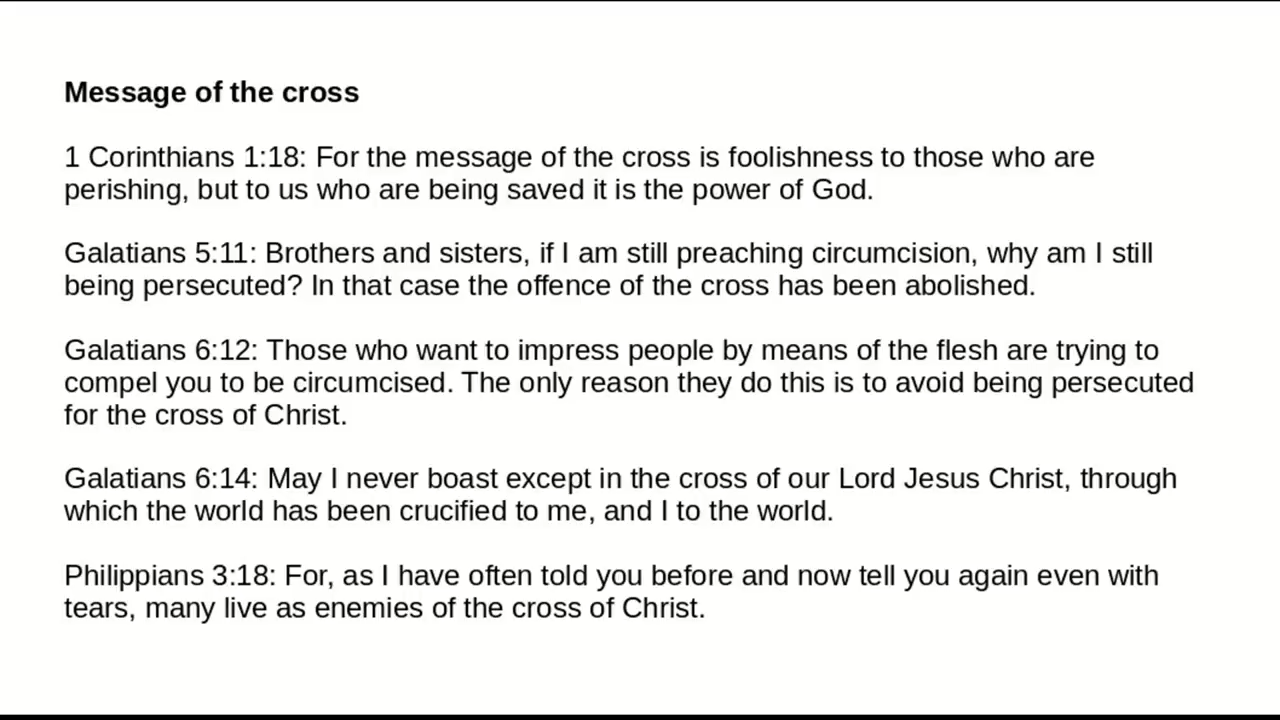 Message of the cross
1 Corinthians 1:18: For the message of the cross is foolishness to those who are
perishing, but to us who are being saved it is the power of God.
Galatians 5:11: Brothers and sisters, if I am still preaching circumcision, why am I still
being persecuted? In that case the offence of the cross has been abolished.
Galatians 6:12: Those who want to impress people by means of the flesh are trying to
compel you to be circumcised. The only reason they do this is to avoid being persecuted
for the cross of Christ.
Galatians 6:14: May I never boast except in the cross of our Lord Jesus Christ, through
which the world has been crucified to me, and I to the world.
Philippians 3:18: For, as I have often told you before and now tell you again even with
tears, many live as enemies of the cross of Christ.